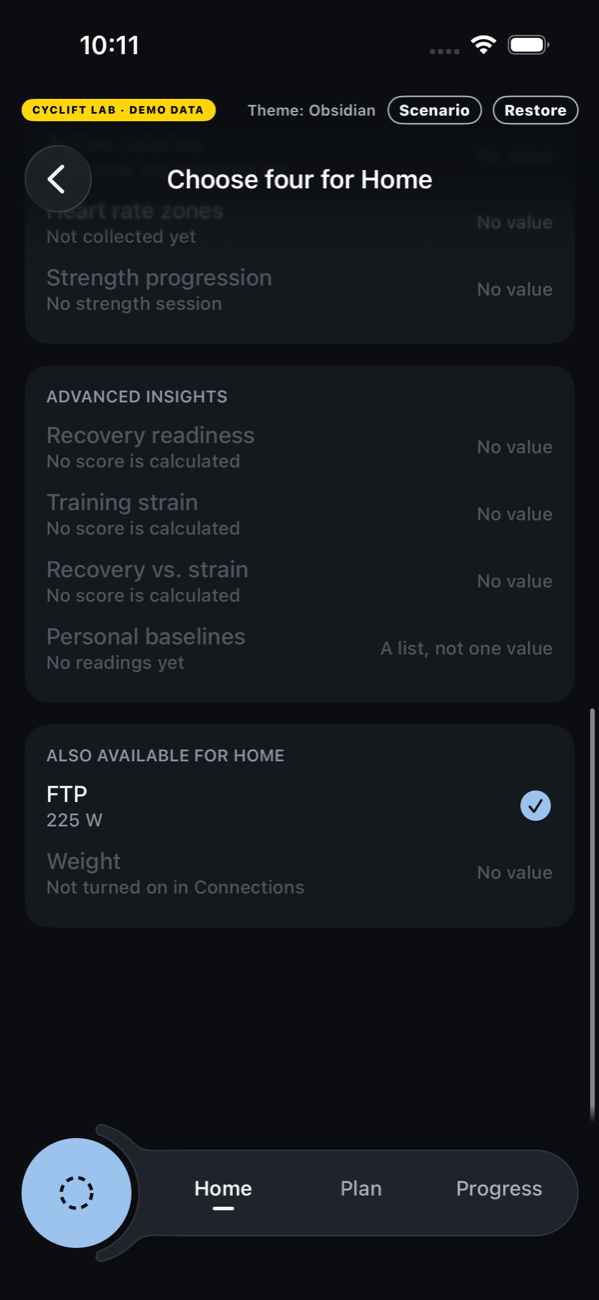 10:11
CYCLIFT LAB · DEMO DATA
Theme: Obsidian
Scenario
Restore
Choose four for Home
Heart rate zones
Not collected yet
No value
Strength progression
No strength session
No value
ADVANCED INSIGHTS
Recovery readiness
No score is calculated
No value
Training strain
No score is calculated
No value
Recovery vs. strain
No score is calculated
No value
Personal baselines
No readings yet
A list, not one value
ALSO AVAILABLE FOR HOME
FTP
225 W
Weight
Not turned on in Connections
No value
Home
Plan
Progress